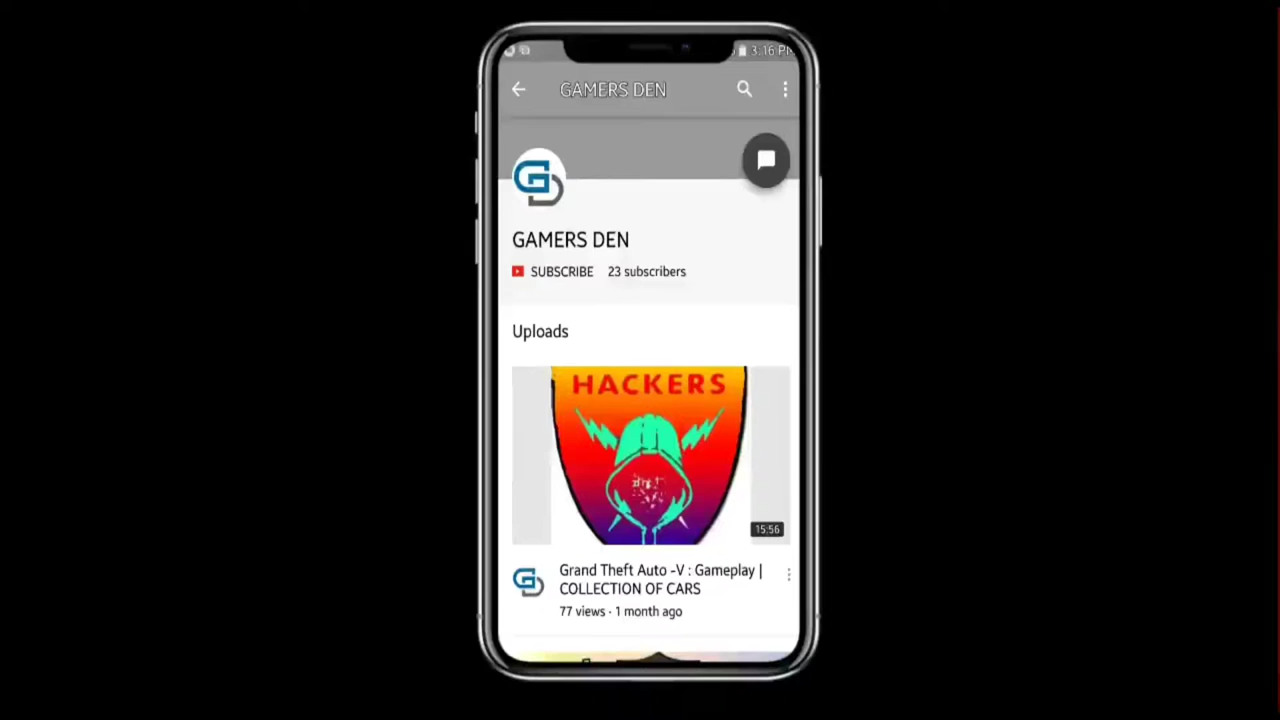 3:16 PM
GAMERS DEN
GAMERS DEN
SUBSCRIBE 23 subscribers
Uploads
HACKERS
15:56
Grand Theft Auto -V : Gameplay |
COLLECTION OF CARS
77 views · 1 month ago